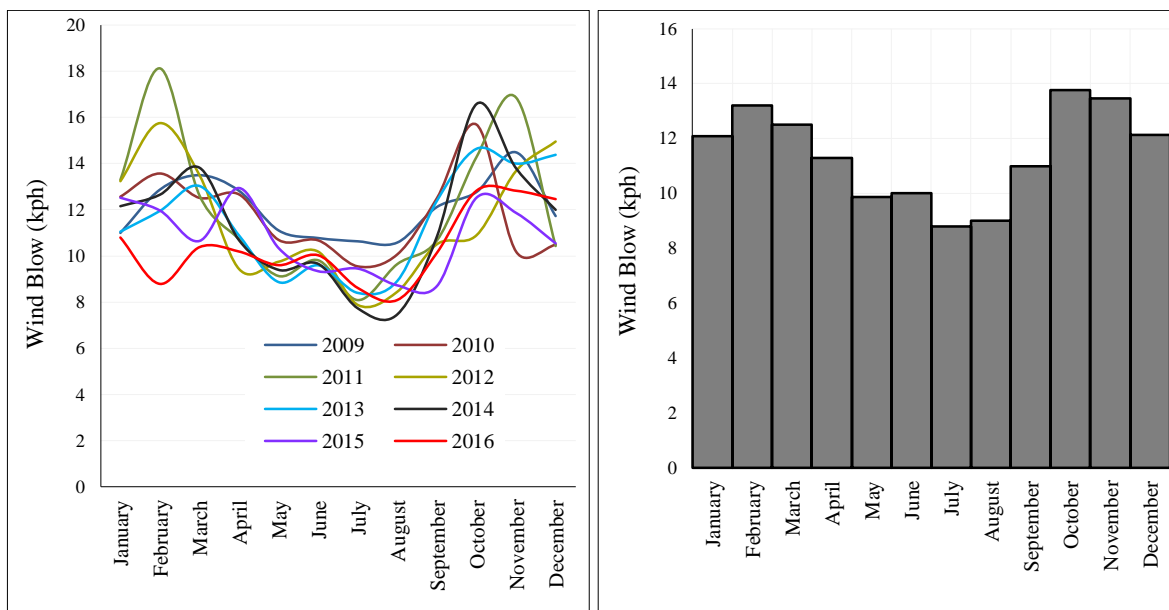 Wind Blow (kph)
20
18
16
14
12
10
8
6
4
2
0
2009 2010
2011 2012
2013 2014
2015 2016
January
February
March
April
May
June
July
August
September
October
November
December
Wind Blow (kph)
16
14
12
10
8
6
4
2
0
January
February
March
April
May
June
July
August
September
October
November
December